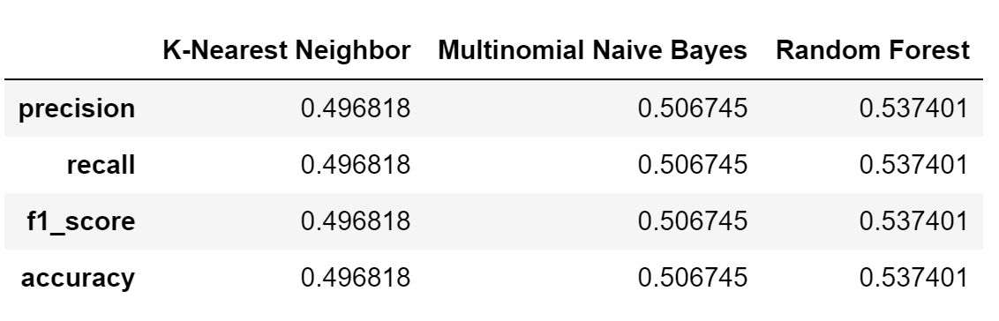 K-Nearest Neighbor Multinomial Naive Bayes Random Forest
precision 0.496818 0.506745 0.537401
recall 0.496818 0.506745 0.537401
f1_score 0.496818 0.506745 0.537401
accuracy 0.496818 0.506745 0.537401